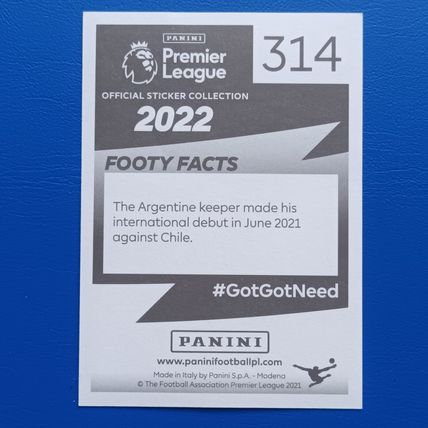 PANINI
Premier
League
314
OFFICIAL STICKER COLLECTION
2022
FOOTY FACTS
The Argentine keeper made his
international debut in June 2021
against Chile.
#GotGotNeed
PANINI
www.paninifootballpl.com
Made in Italy by Panini S.p.A. - Modena
© The Football Association Premier League 2021